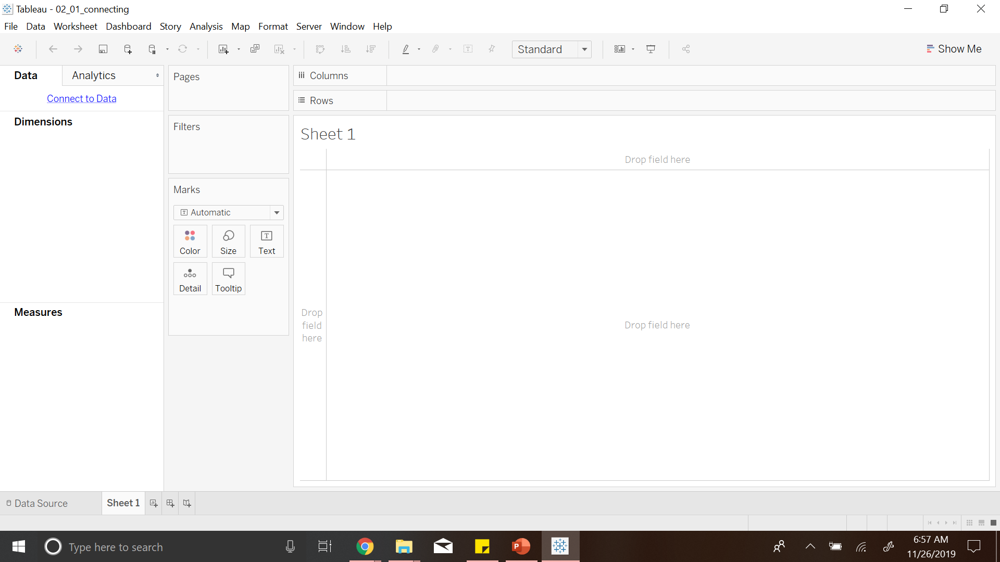 Tableau - 02_01_connecting
File Data Worksheet Dashboard Story Analysis Map Format Server Window Help
Standard
Show Me
Data Analytics
Connect to Data
Dimensions
Measures
Pages
Filters
Marks
Automatic
Color Size Text
Detail Tooltip
Columns
Rows
Sheet 1
Drop field here
Drop
field
here
Drop field here
Data Source Sheet 1
Type here to search
6:57 AM
11/26/2019